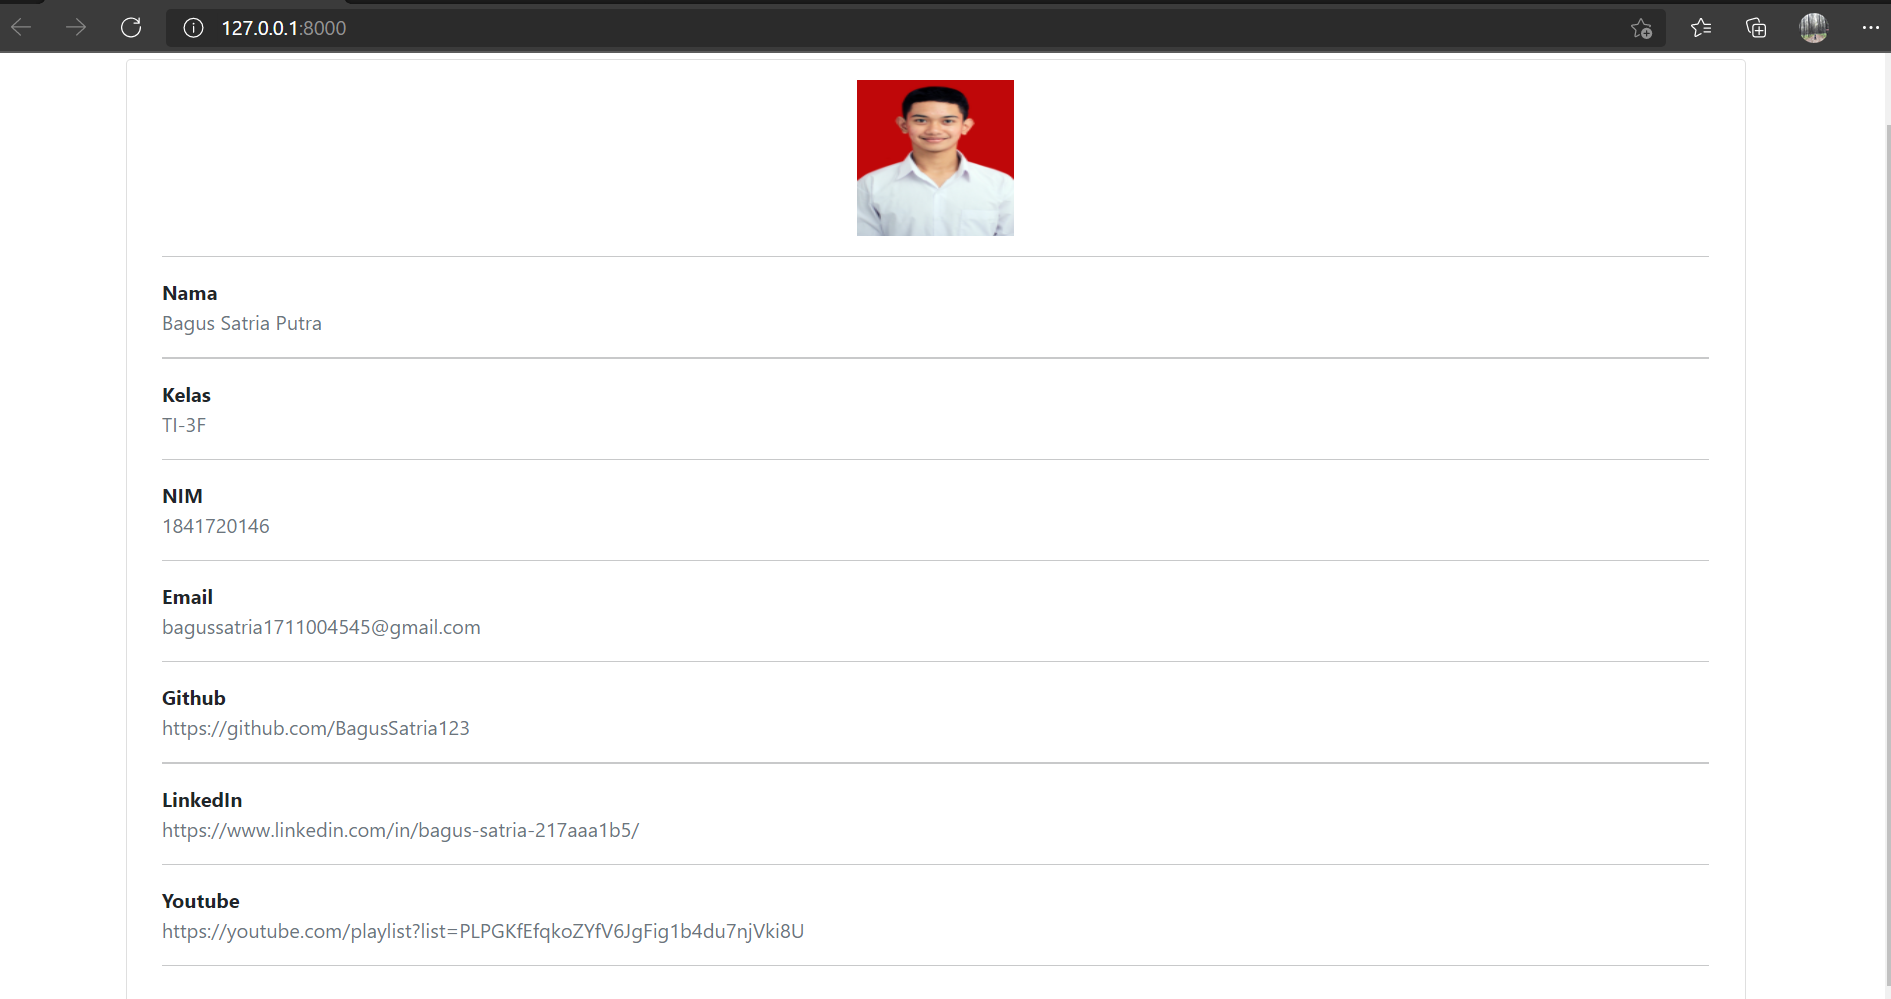 127.0.0.1:8000
Nama
Bagus Satria Putra
Kelas
TI-3F
NIM
1841720146
Email
bagussatria1711004545@gmail.com
Github
https://github.com/BagusSatria123
LinkedIn
https://www.linkedin.com/in/bagus-satria-217aaa1b5/
Youtube
https://youtube.com/playlist?list=PLPGKfEfqkoZYfV6JgFig1b4du7njVki8U